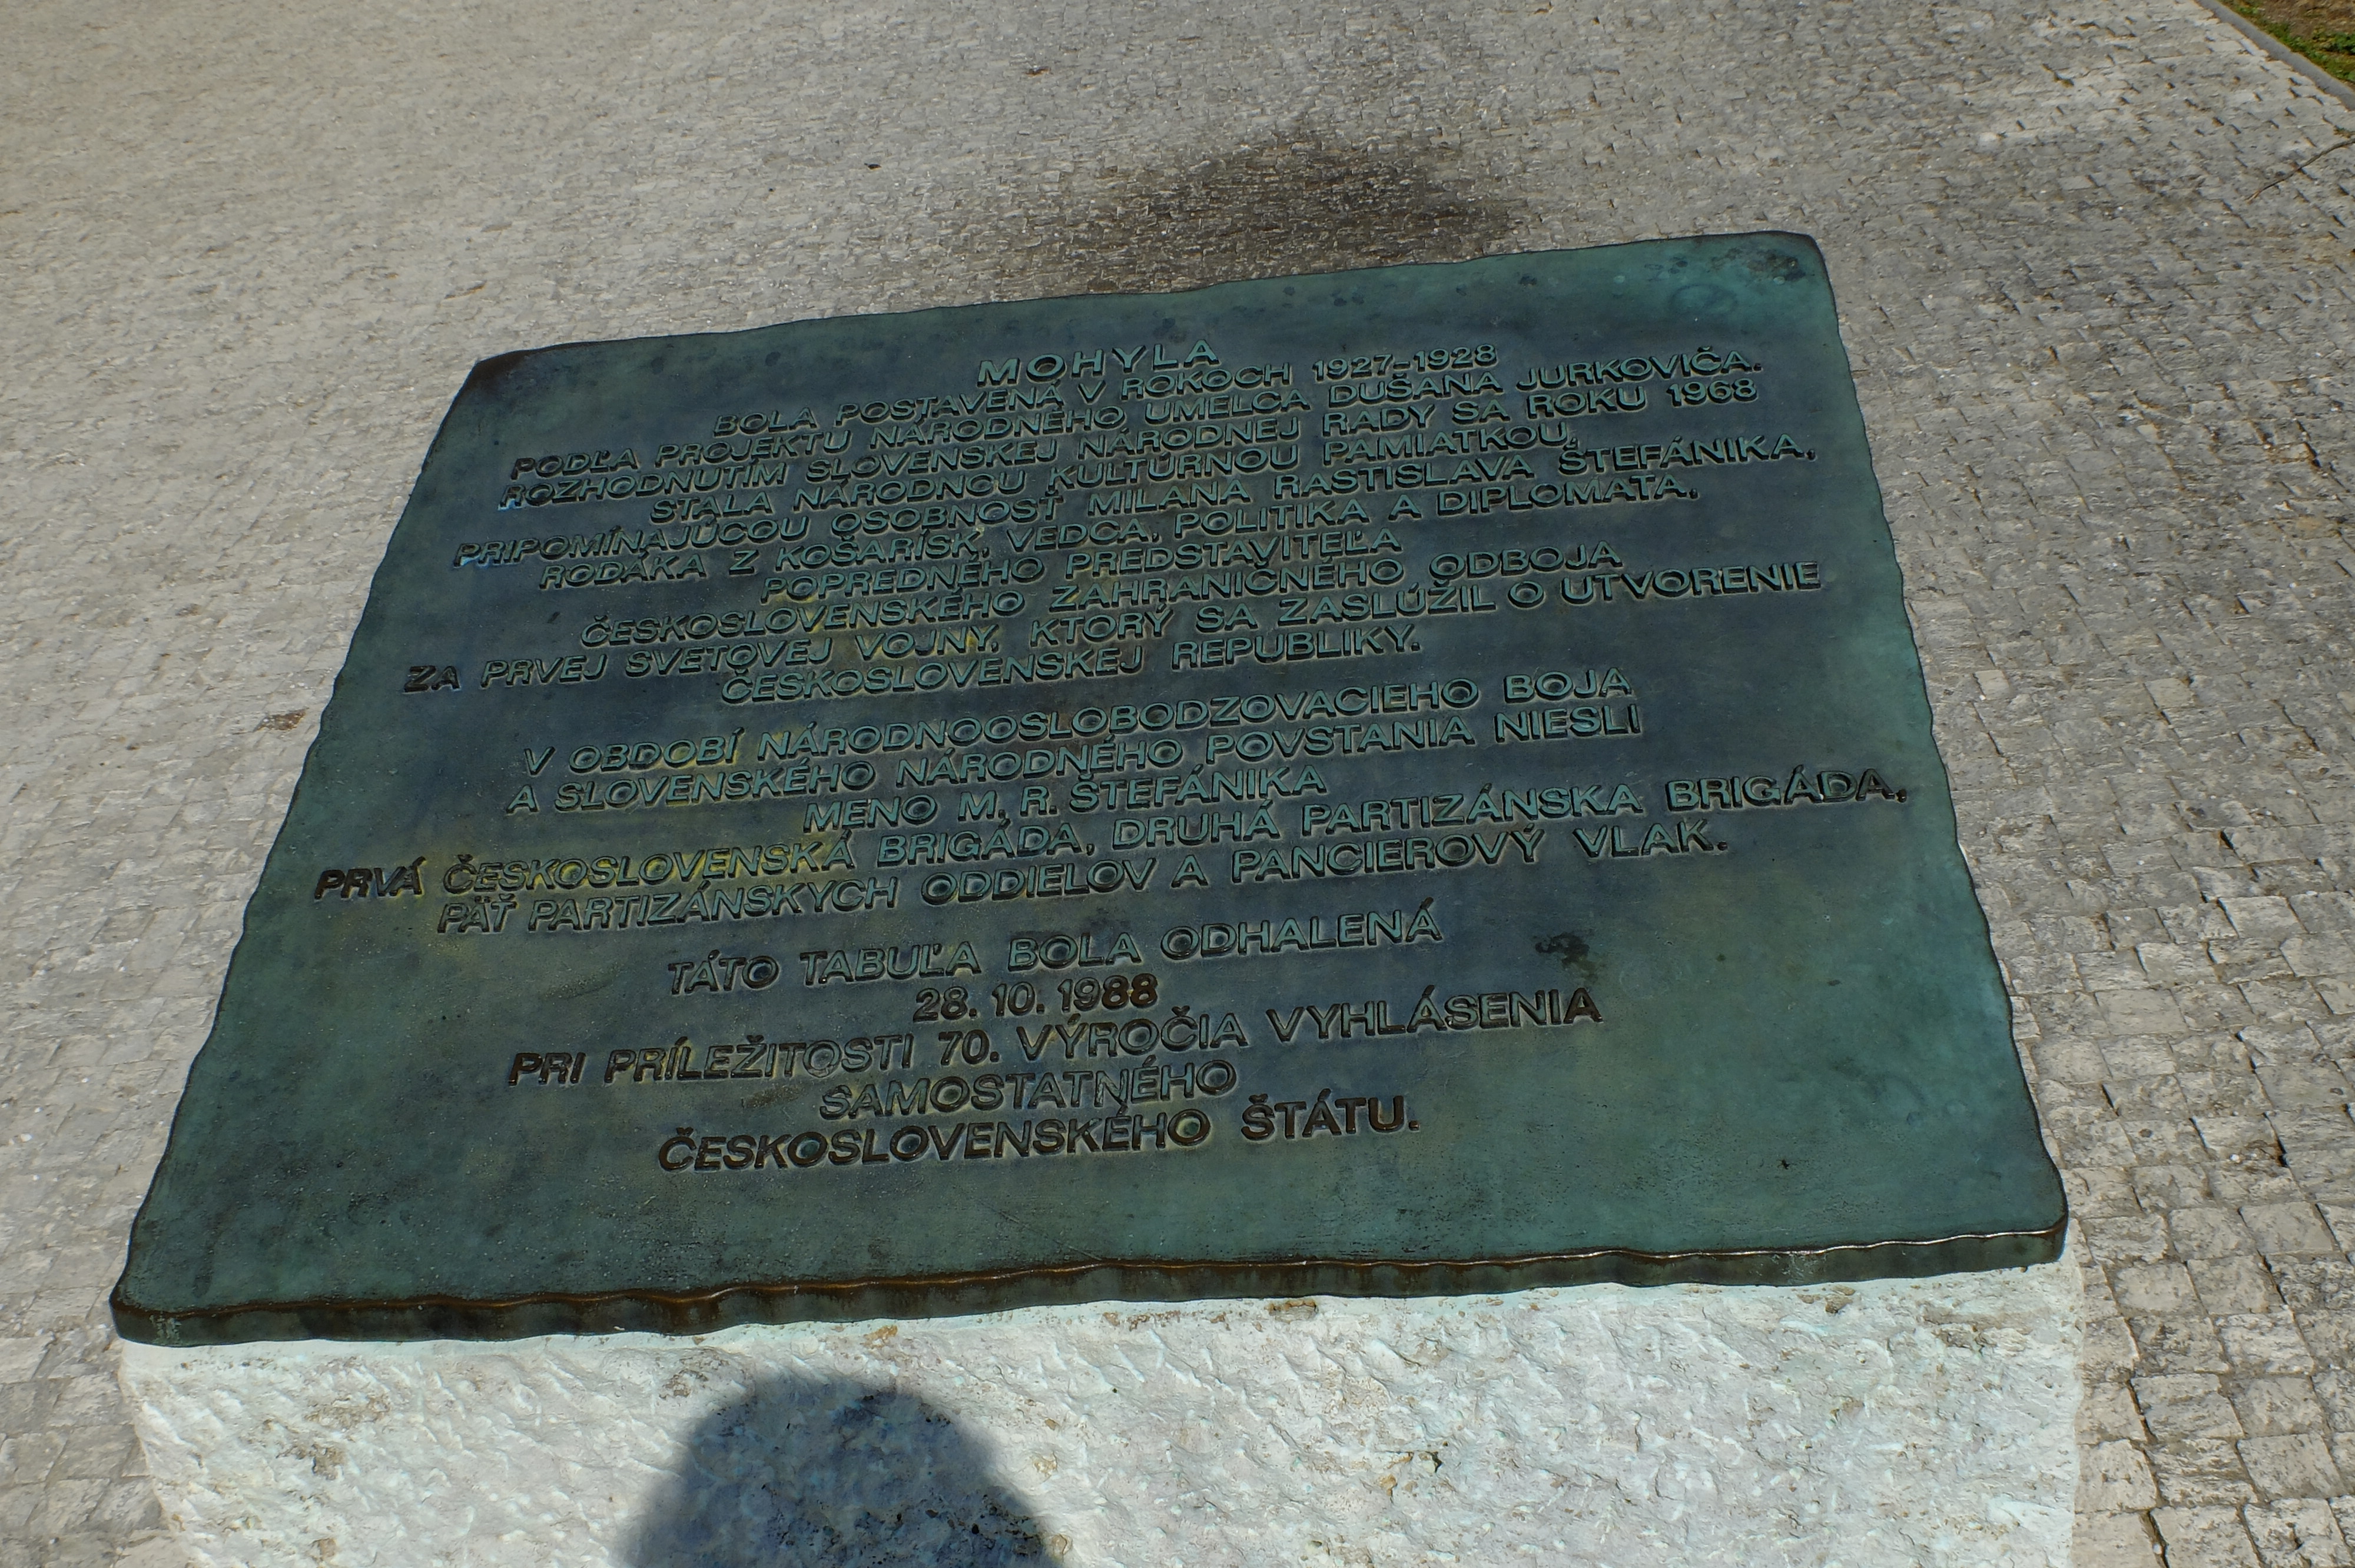 MOHYLA
BOLA POSTAVENÁ V ROKOCH 1927-1928
PODĽA PROJEKTU NÁRODNÉHO UMELCA DUŠANA JURKOVIČA.
ROZHODNUTÍM SLOVENSKEJ NÁRODNEJ RADY SA ROKU 1968
STALA NÁRODNOU KULTÚRNOU PAMIATKOU,
PRIPOMÍNAJÚCOU OSOBNOSŤ MILANA RASTISLAVA ŠTEFÁNIKA,
RODÁKA Z KOŠARÍSK, VEDCA, POLITIKA A DIPLOMATA,
POPREDNÉHO PREDSTAVITEĽA
ČESKOSLOVENSKÉHO ZAHRANIČNÉHO ODBOJA
ZA PRVEJ SVETOVEJ VOJNY, KTORÝ SA ZASLÚŽIL O UTVORENIE
ČESKOSLOVENSKEJ REPUBLIKY.
V OBDOBÍ NÁRODNOOSLOBODZOVACIEHO BOJA
A SLOVENSKÉHO NÁRODNÉHO POVSTANIA NIESLI
MENO M. R. ŠTEFÁNIKA
PRVÁ ČESKOSLOVENSKÁ BRIGÁDA, DRUHÁ PARTIZÁNSKA BRIGÁDA,
PÄŤ PARTIZÁNSKYCH ODDIELOV A PANCIEROVÝ VLAK.
TÁTO TABUĽA BOLA ODHALENÁ
28. 10. 1988
PRI PRÍLEŽITOSTI 70. VÝROČIA VYHLÁSENIA
SAMOSTATNÉHO
ČESKOSLOVENSKÉHO ŠTÁTU.